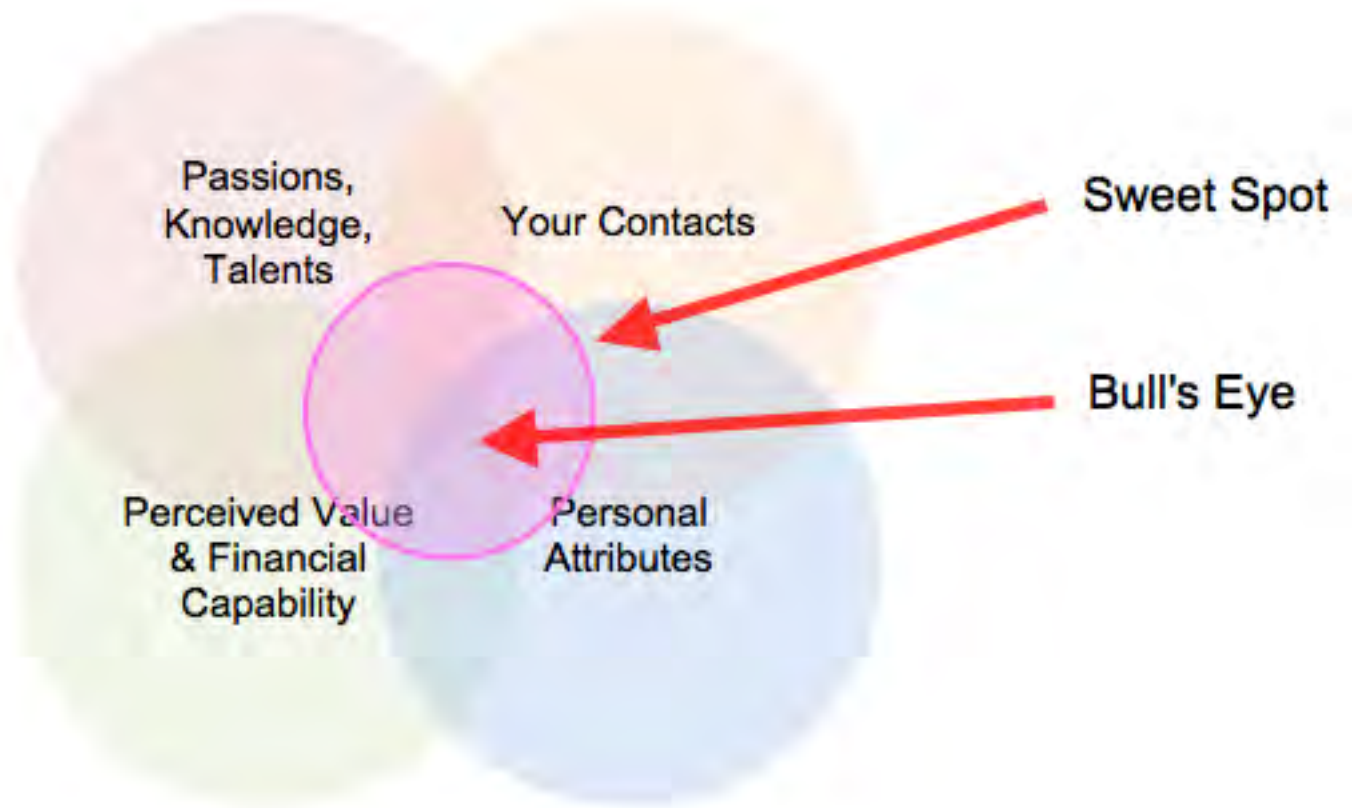 Passions,
Knowledge,
Talents
Your Contacts
Sweet Spot
Bull's Eye
Perceived Value
& Financial
Capability
Personal
Attributes